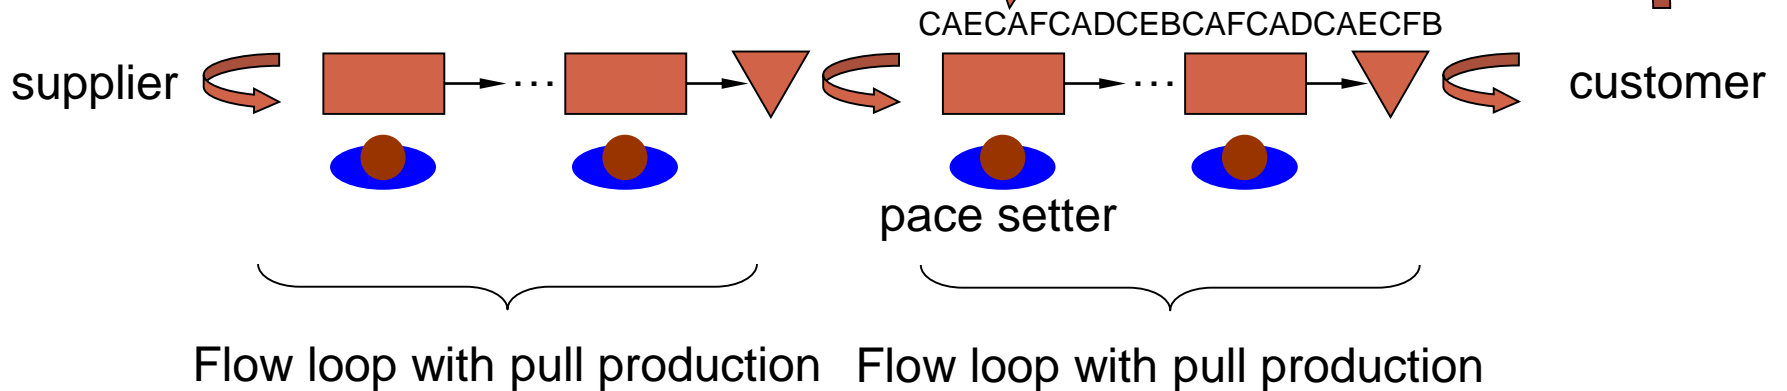 CAECAFCADCEBCAFCADCAECFB
supplier
customer
pace setter
Flow loop with pull production
Flow loop with pull production